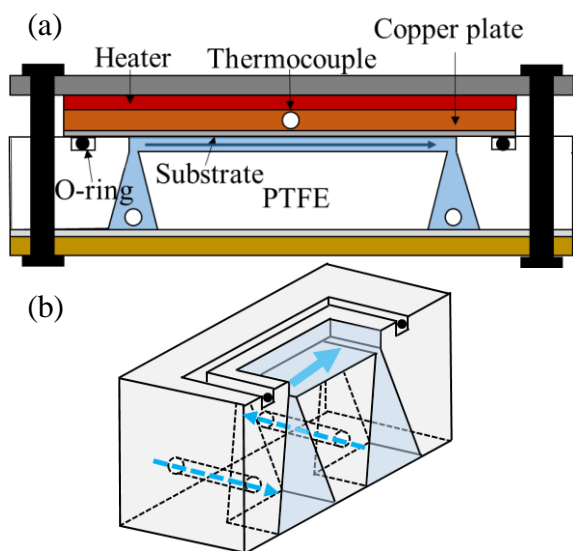 (a)
Copper plate
Heater
Thermocouple
O-ring
Substrate
PTFE
(b)